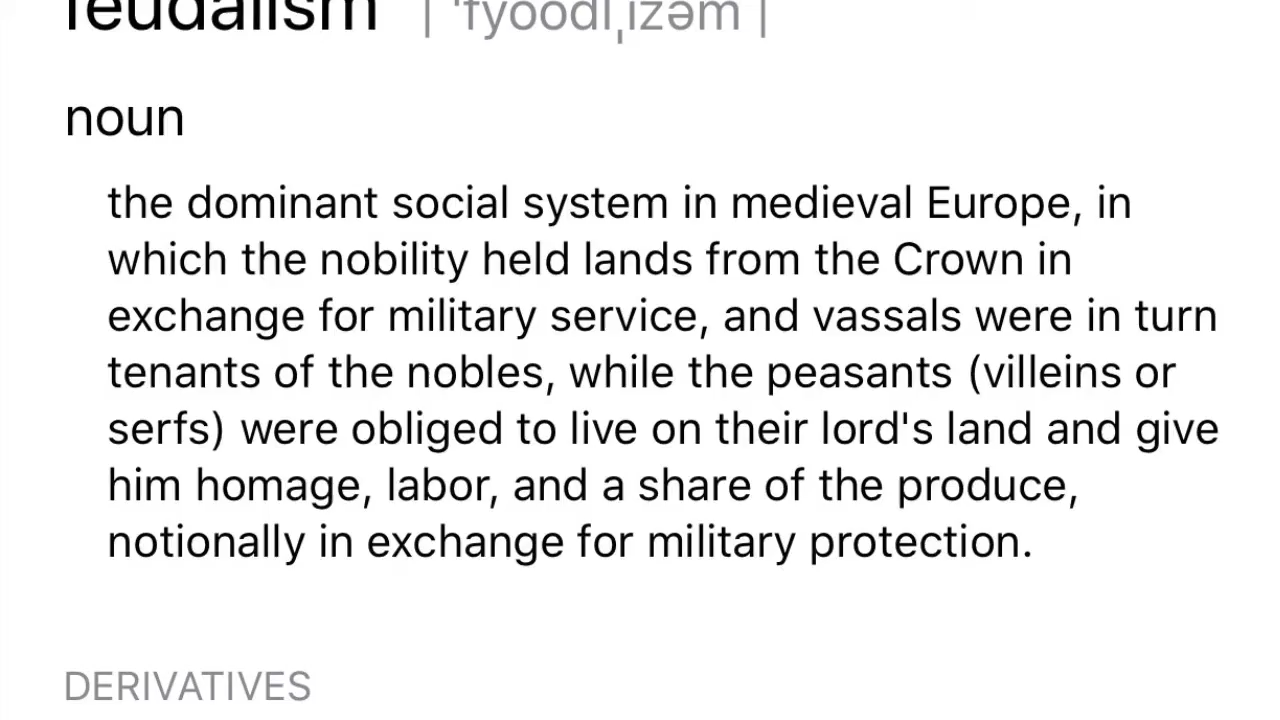 feudalism | ˈfyo͞odlˌizəm |
noun
the dominant social system in medieval Europe, in
which the nobility held lands from the Crown in
exchange for military service, and vassals were in turn
tenants of the nobles, while the peasants (villeins or
serfs) were obliged to live on their lord's land and give
him homage, labor, and a share of the produce,
notionally in exchange for military protection.
DERIVATIVES